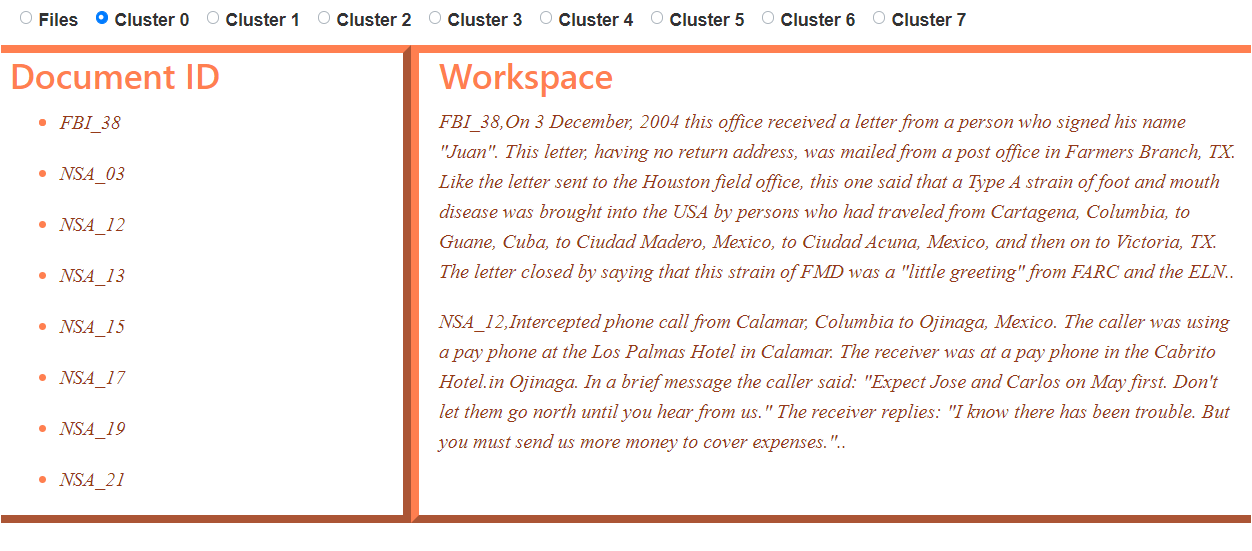 Files Cluster 0 Cluster 1 Cluster 2 Cluster 3 Cluster 4 Cluster 5 Cluster 6 Cluster 7
Document ID
FBI_38
NSA_03
NSA_12
NSA_13
NSA_15
NSA_17
NSA_19
NSA_21
Workspace
FBI_38,On 3 December, 2004 this office received a letter from a person who signed his name
"Juan". This letter, having no return address, was mailed from a post office in Farmers Branch, TX.
Like the letter sent to the Houston field office, this one said that a Type A strain of foot and mouth
disease was brought into the USA by persons who had traveled from Cartagena, Columbia, to
Guane, Cuba, to Ciudad Madero, Mexico, to Ciudad Acuna, Mexico, and then on to Victoria, TX.
The letter closed by saying that this strain of FMD was a "little greeting" from FARC and the ELN..
NSA_12,Intercepted phone call from Calamar, Columbia to Ojinaga, Mexico. The caller was using
a pay phone at the Los Palmas Hotel in Calamar. The receiver was at a pay phone in the Cabrito
Hotel.in Ojinaga. In a brief message the caller said: "Expect Jose and Carlos on May first. Don't
let them go north until you hear from us." The receiver replies: "I know there has been trouble. But
you must send us more money to cover expenses."..